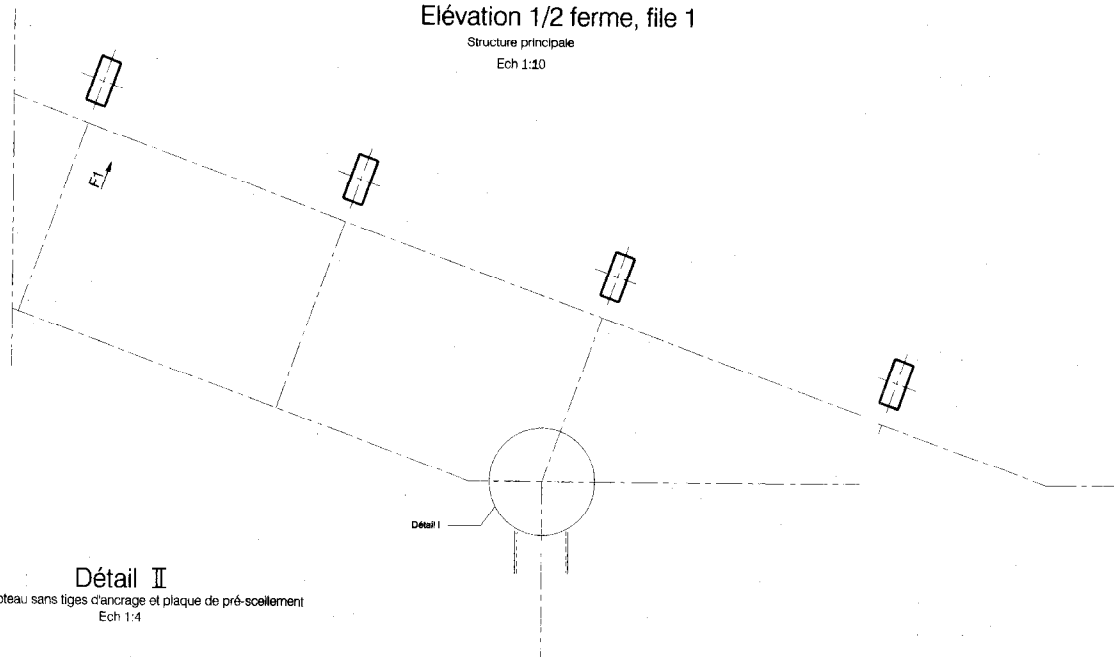 Elévation 1/2 ferme, file 1
Structure principale
Ech 1:10
F1
Détail I
Détail II
oteau sans tiges d'ancrage et plaque de pré-scellement
Ech 1:4